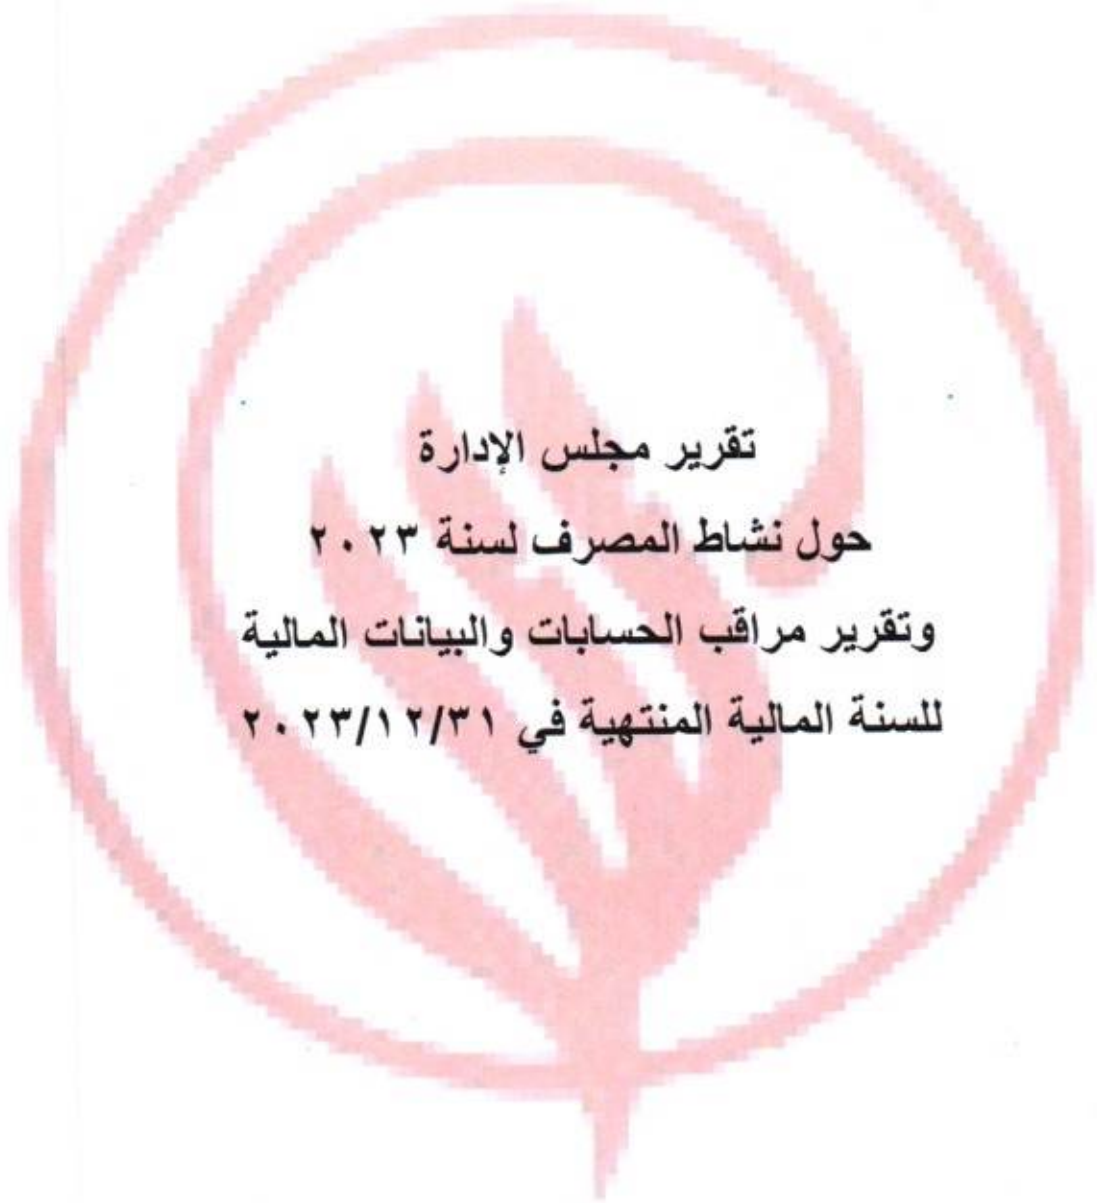 تقرير مجلس الإدارة
حول نشاط المصرف لسنة ٢٠٢٣
وتقرير مراقب الحسابات والبيانات المالية
للسنة المالية المنتهية في ٢٠٢٣/١٢/٣١